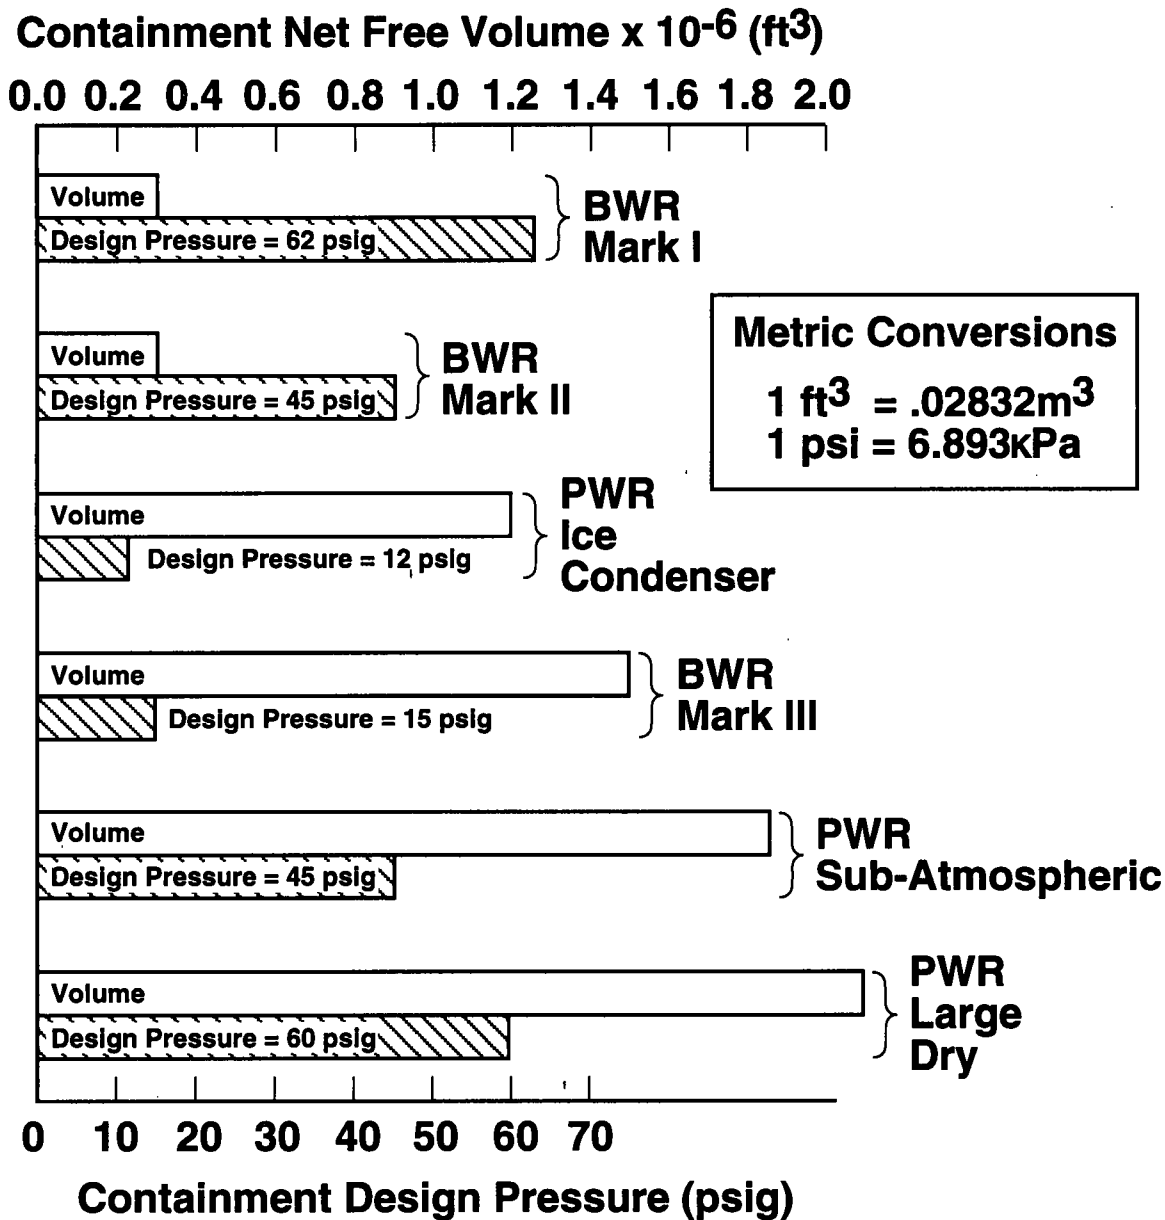 Containment Net Free Volume x 10-6 (ft3)
0.0 0.2 0.4 0.6 0.8 1.0 1.2 1.4 1.6 1.8 2.0
Volume
Design Pressure = 62 psig
BWR
Mark I
Volume
Design Pressure = 45 psig
BWR
Mark II
Metric Conversions
1 ft3 = .02832m3
1 psi = 6.893KPa
Volume
Design Pressure = 12 psig
PWR
Ice
Condenser
Volume
Design Pressure = 15 psig
BWR
Mark III
Volume
Design Pressure = 45 psig
PWR
Sub-Atmospheric
Volume
Design Pressure = 60 psig
PWR
Large
Dry
0 10 20 30 40 50 60 70
Containment Design Pressure (psig)